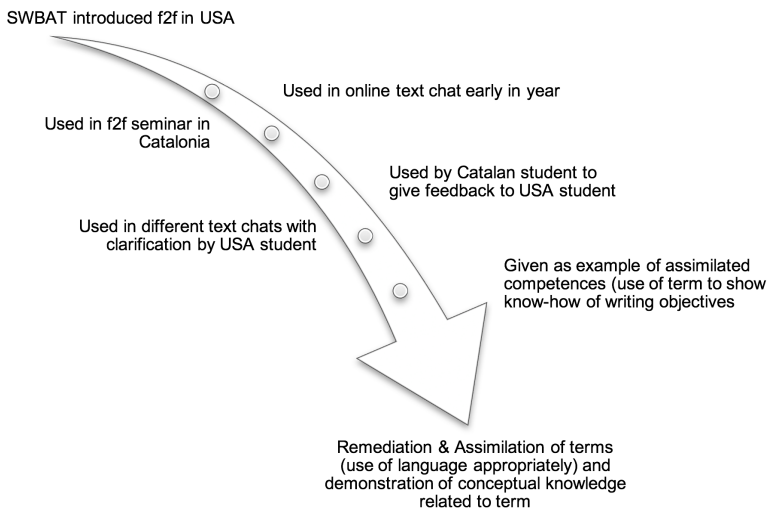 SWBAT introduced f2f in USA
Used in online text chat early in year
Used in f2f seminar in
Catalonia
Used by Catalan student to
give feedback to USA student
Used in different text chats with
clarification by USA student
Given as example of assimilated
competences (use of term to show
know-how of writing objectives
Remediation & Assimilation of terms
(use of language appropriately) and
demonstration of conceptual knowledge
related to term